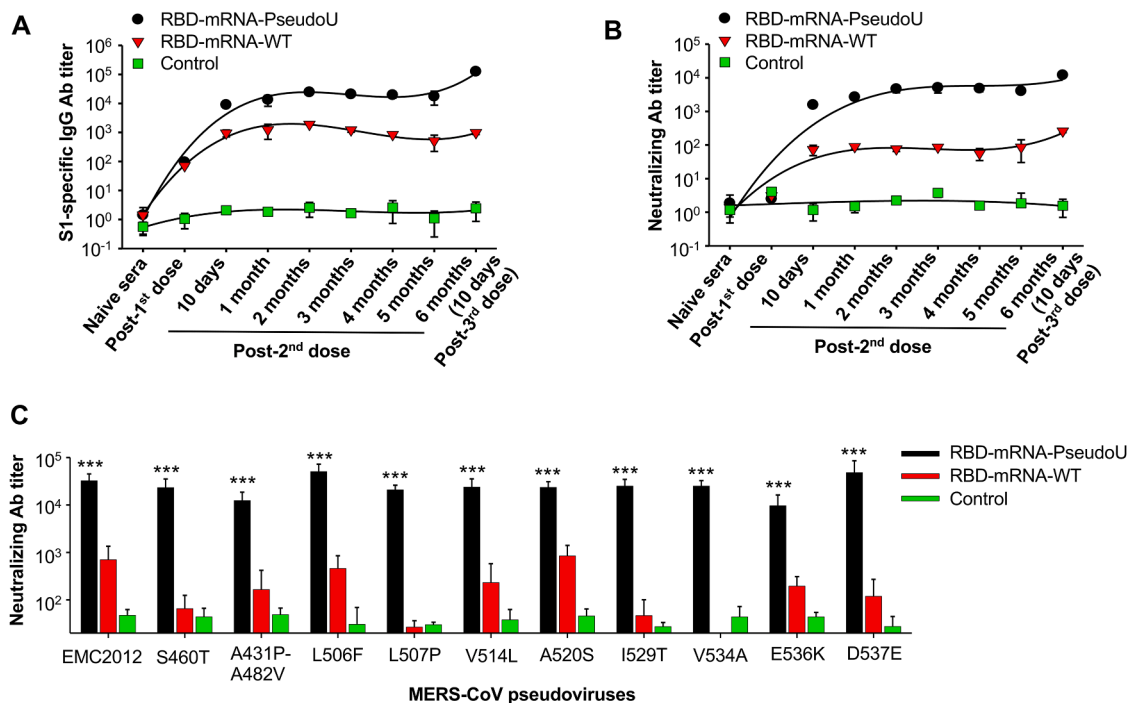 A
RBD-mRNA-PseudoU
RBD-mRNA-WT
Control
S1-specific IgG Ab titer
10^6
10^5
10^4
10^3
10^2
10^1
10^0
10^-1
Naive sera
Post-1st dose
10 days
1 month
2 months
3 months
4 months
5 months
6 months
(10 days
Post-3rd dose)
Post-2nd dose
B
RBD-mRNA-PseudoU
RBD-mRNA-WT
Control
Neutralizing Ab titer
10^5
10^4
10^3
10^2
10^1
10^0
10^-1
Naive sera
Post-1st dose
10 days
1 month
2 months
3 months
4 months
5 months
6 months
(10 days
Post-3rd dose)
Post-2nd dose
C
Neutralizing Ab titer
10^5
10^4
10^3
10^2
*** *** *** *** *** *** *** *** *** *** ***
RBD-mRNA-PseudoU
RBD-mRNA-WT
Control
EMC2012 S460T A431P- L506F L507P V514L A520S I529T V534A E536K D537E
A482V
MERS-CoV pseudoviruses